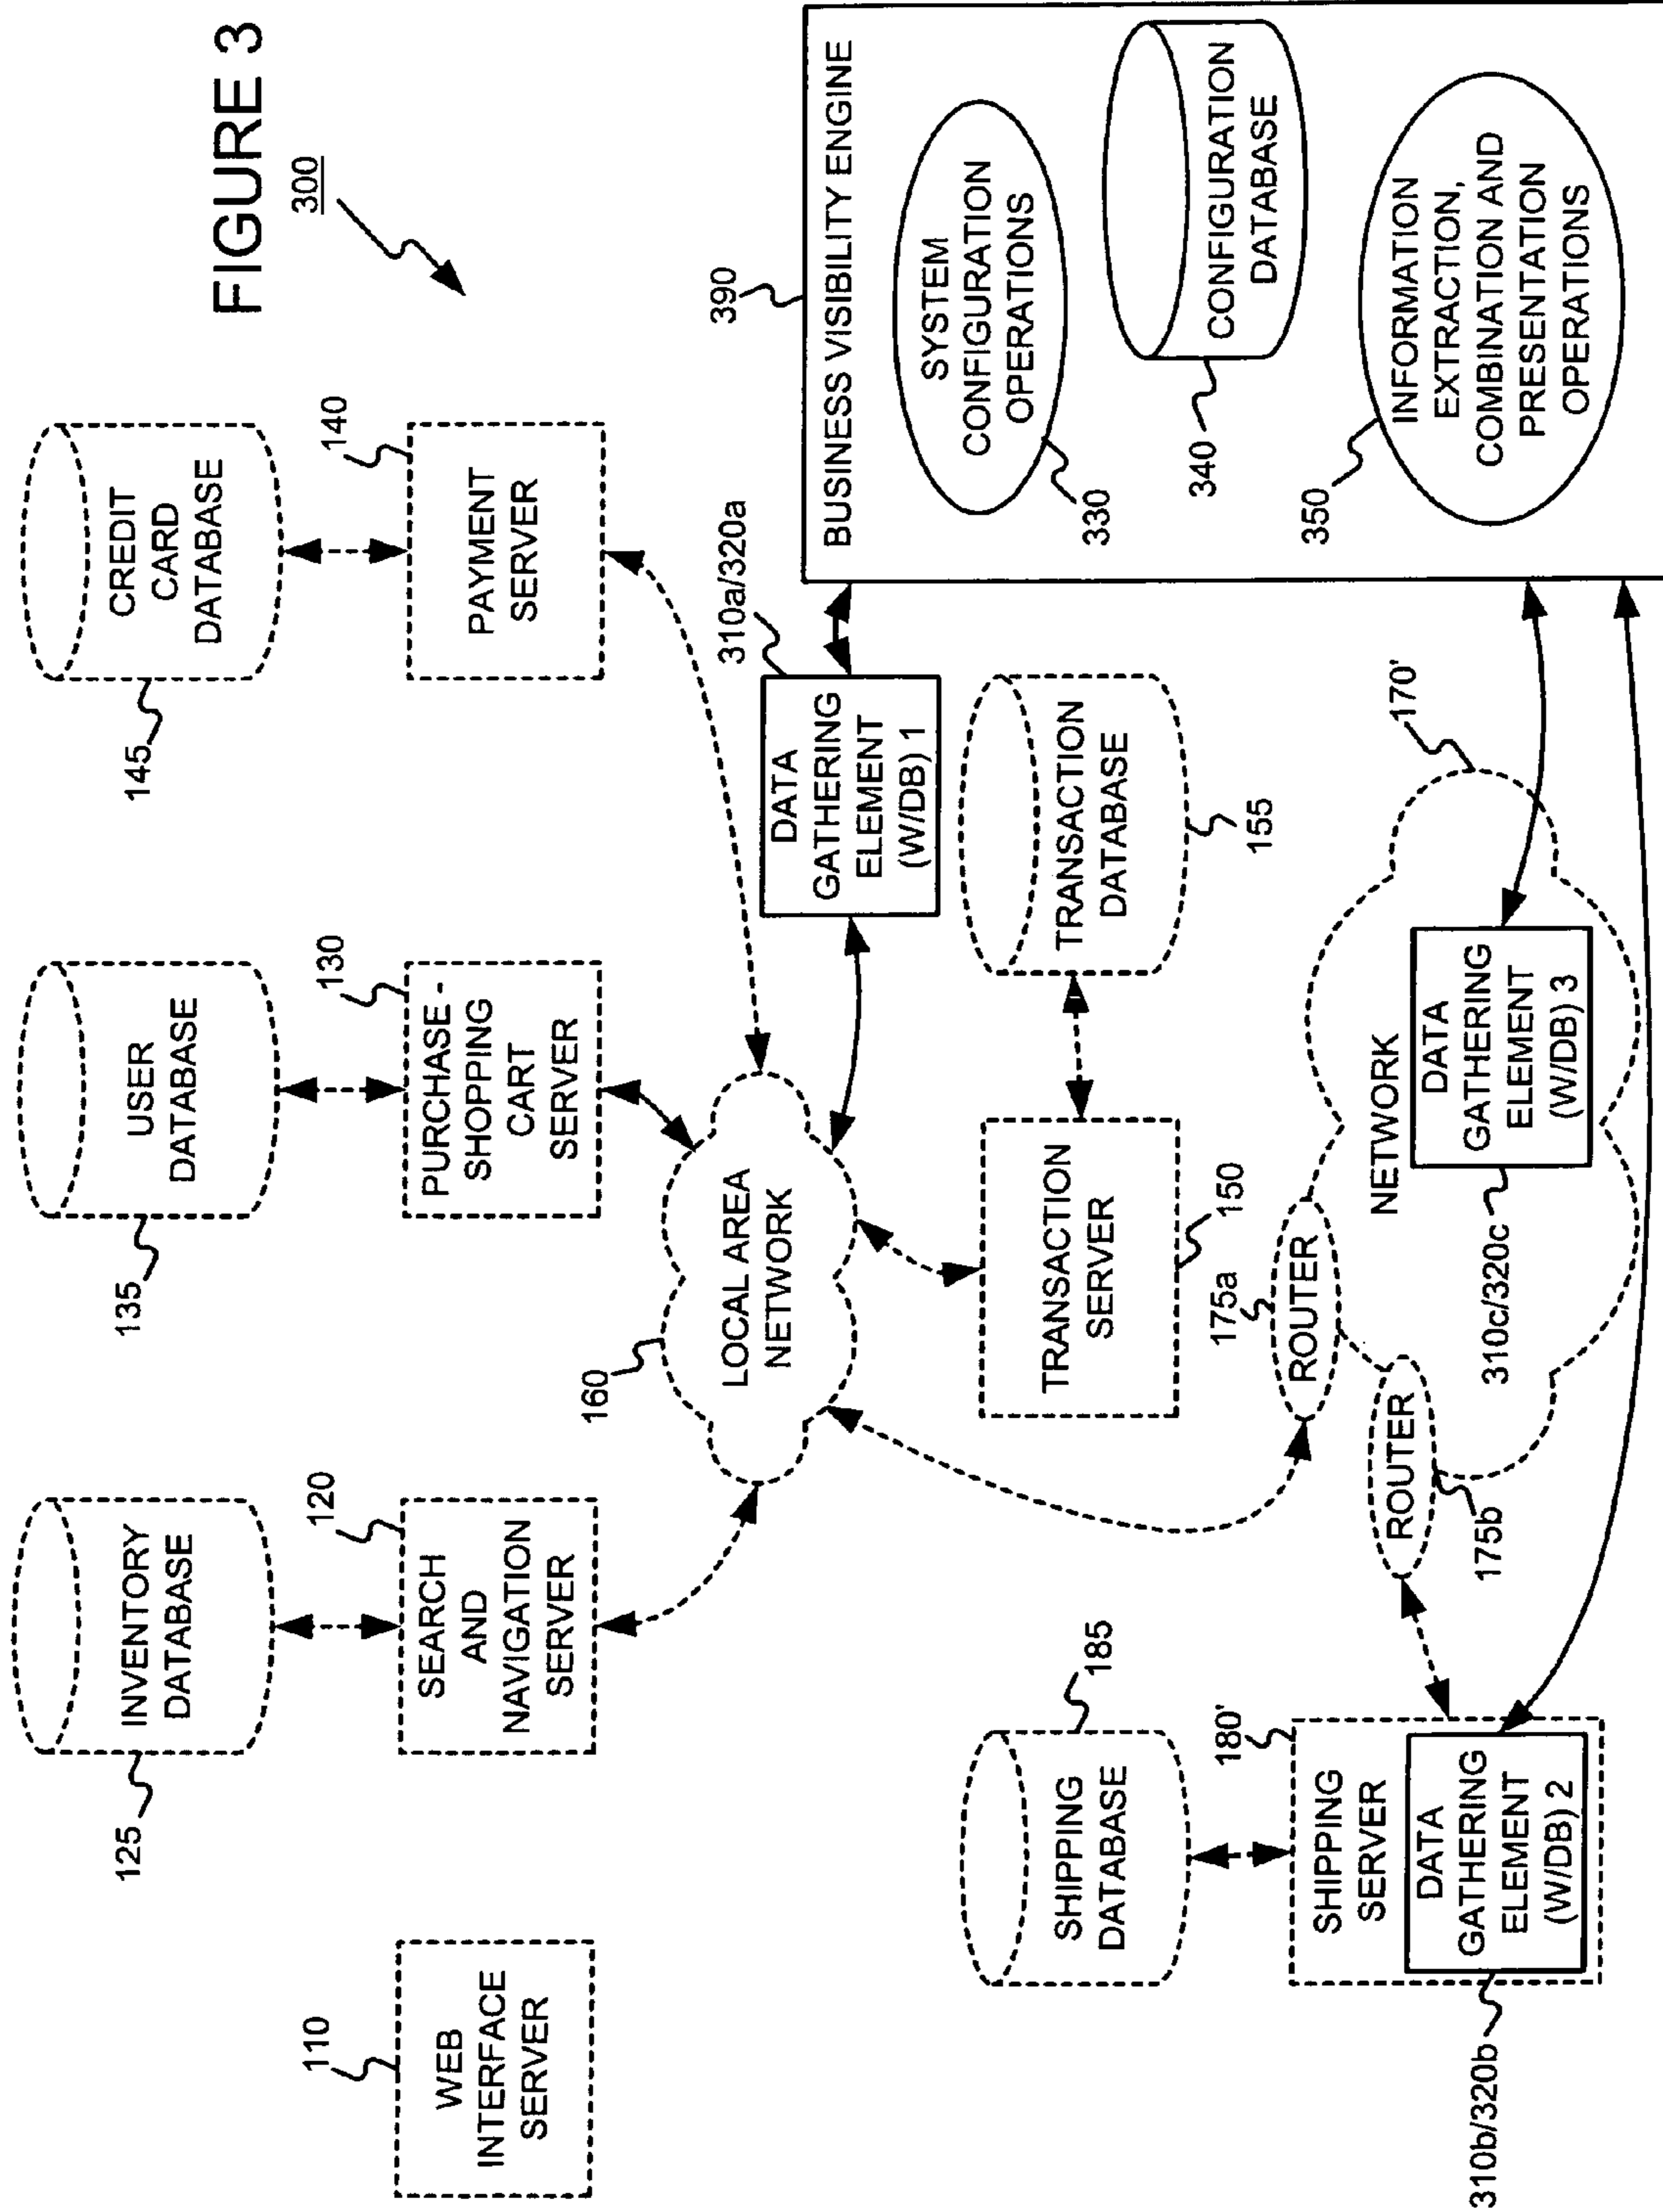 FIGURE 3
300
110
WEB
INTERFACE
SERVER
125
INVENTORY
DATABASE
120
SEARCH
AND
NAVIGATION
SERVER
135
USER
DATABASE
130
PURCHASE -
SHOPPING
CART
SERVER
145
CREDIT
CARD
DATABASE
140
PAYMENT
SERVER
160
LOCAL AREA
NETWORK
310a/320a
DATA
GATHERING
ELEMENT
(W/DB) 1
TRANSACTION
SERVER
150
TRANSACTION
DATABASE
155
SHIPPING
DATABASE
185
180'
SHIPPING
SERVER
DATA
GATHERING
ELEMENT
(W/DB) 2
310b/320b
175a
ROUTER
ROUTER
175b
170'
NETWORK
DATA
GATHERING
ELEMENT
(W/DB) 3
310c/320c
390
BUSINESS VISIBILITY ENGINE
SYSTEM
CONFIGURATION
OPERATIONS
330
CONFIGURATION
DATABASE
340
INFORMATION
EXTRACTION,
COMBINATION AND
PRESENTATION
OPERATIONS
350